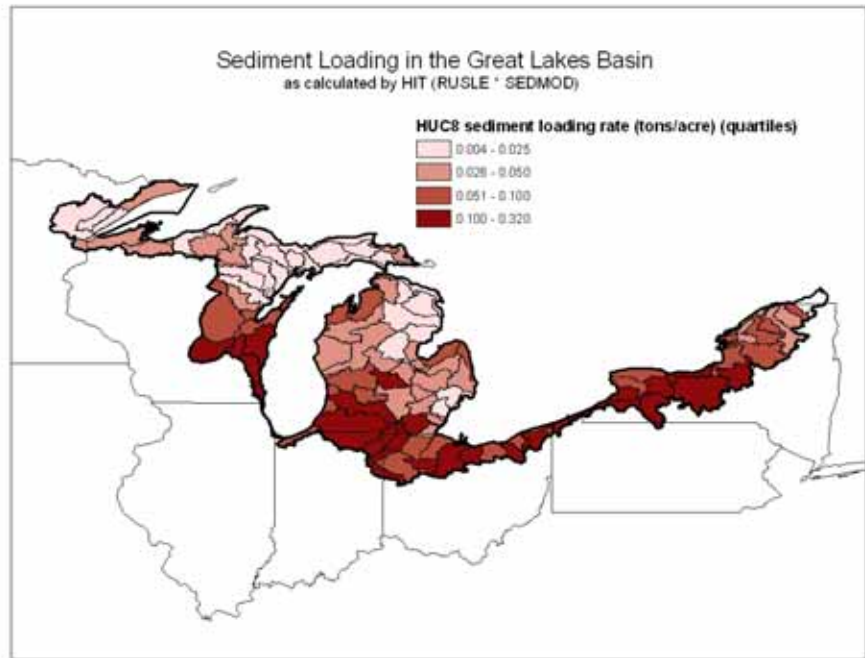 Sediment Loading in the Great Lakes Basin
as calculated by HIT (RUSLE * SEDMOD)
HUC8 sediment loading rate (tons/acre) (quartiles)
0.004 - 0.025
0.026 - 0.050
0.051 - 0.100
0.100 - 0.320